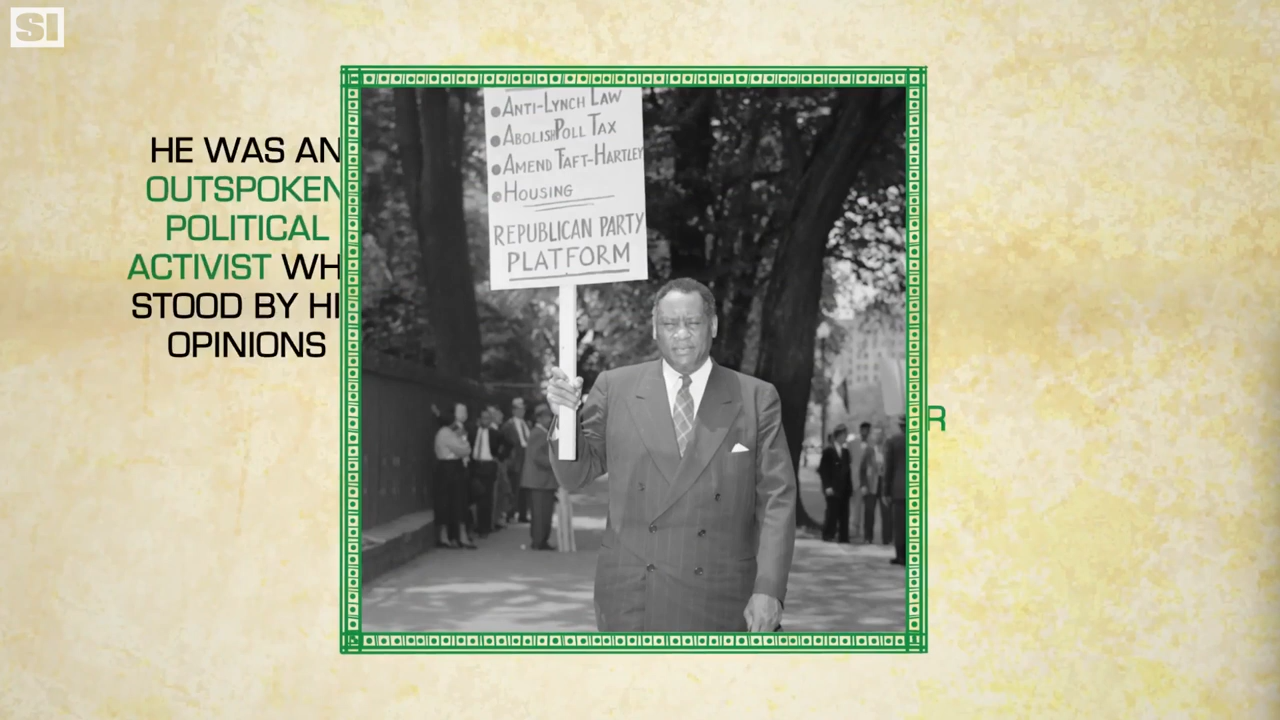 SI
HE WAS AN
OUTSPOKEN
POLITICAL
ACTIVIST WH
STOOD BY HI
OPINIONS
ANTI-LYNCH LAW
ABOLISH POLL TAX
AMEND TAFT-HARTLEY
HOUSING
REPUBLICAN PARTY
PLATFORM
R